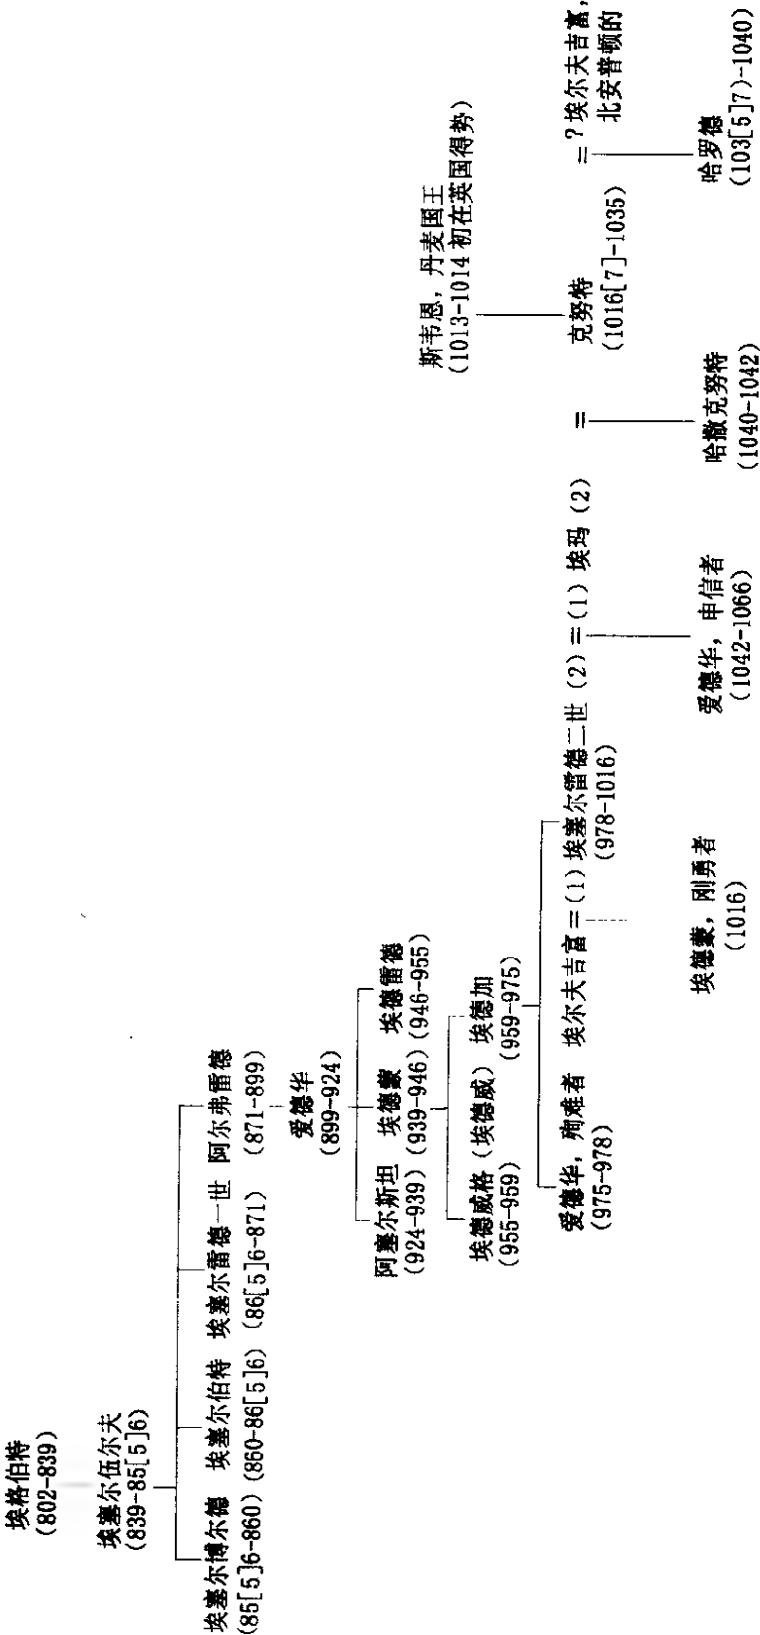 埃格伯特
(802-839)
埃塞尔伍尔夫
(839-85[5]6)
埃塞尔博尔德 埃塞尔伯特 埃塞尔雷德一世 阿尔弗雷德
(85[5]6-860) (860-86[5]6) (86[5]6-871) (871-899)
爱德华
(899-924)
阿塞尔斯坦 埃德蒙 埃德雷德
(924-939) (939-946) (946-955)
埃德威格(埃德威) 埃德加
(955-959) (959-975)
斯韦恩,丹麦国王
(1013-1014初在英国得势)
爱德华,殉难者 埃尔夫吉富=(1)埃塞尔雷德二世(2)=(1)埃玛(2) = 克努特 =?埃尔夫吉富,
(975-978) (978-1016) (1016[7]-1035) 北安普顿的
埃德蒙,刚勇者 爱德华,申信者 哈撒克努特 哈罗德
(1016) (1042-1066) (1040-1042) (103[5]7)-1040)